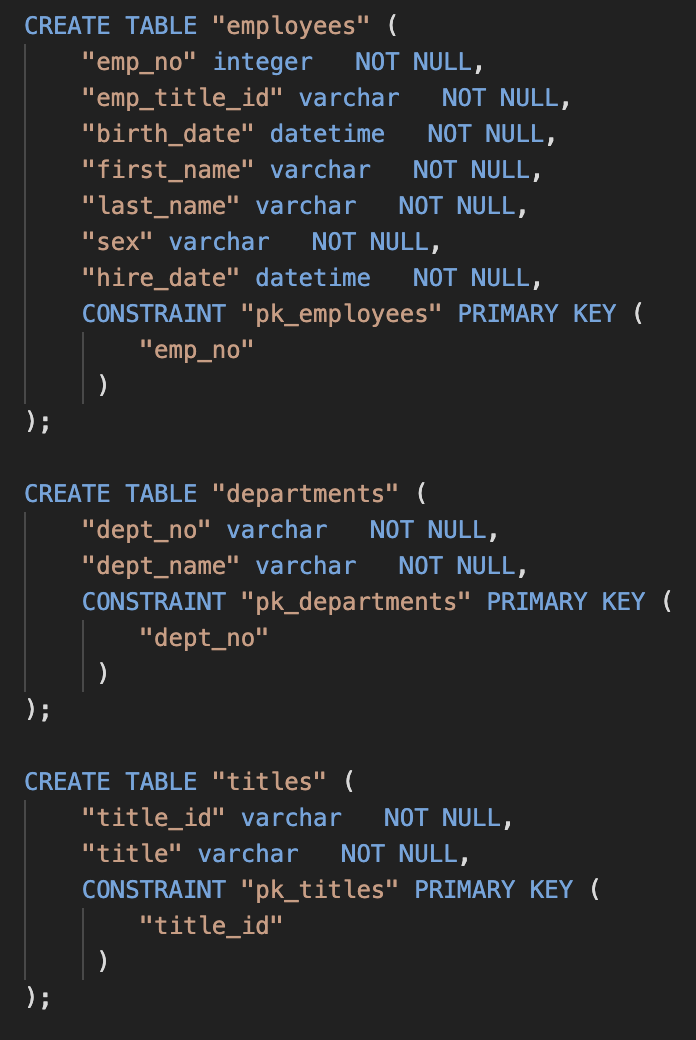 CREATE TABLE "employees" (
    "emp_no" integer   NOT NULL,
    "emp_title_id" varchar   NOT NULL,
    "birth_date" datetime   NOT NULL,
    "first_name" varchar   NOT NULL,
    "last_name" varchar   NOT NULL,
    "sex" varchar   NOT NULL,
    "hire_date" datetime   NOT NULL,
    CONSTRAINT "pk_employees" PRIMARY KEY (
        "emp_no"
     )
);

CREATE TABLE "departments" (
    "dept_no" varchar   NOT NULL,
    "dept_name" varchar   NOT NULL,
    CONSTRAINT "pk_departments" PRIMARY KEY (
        "dept_no"
     )
);

CREATE TABLE "titles" (
    "title_id" varchar   NOT NULL,
    "title" varchar   NOT NULL,
    CONSTRAINT "pk_titles" PRIMARY KEY (
        "title_id"
     )
);